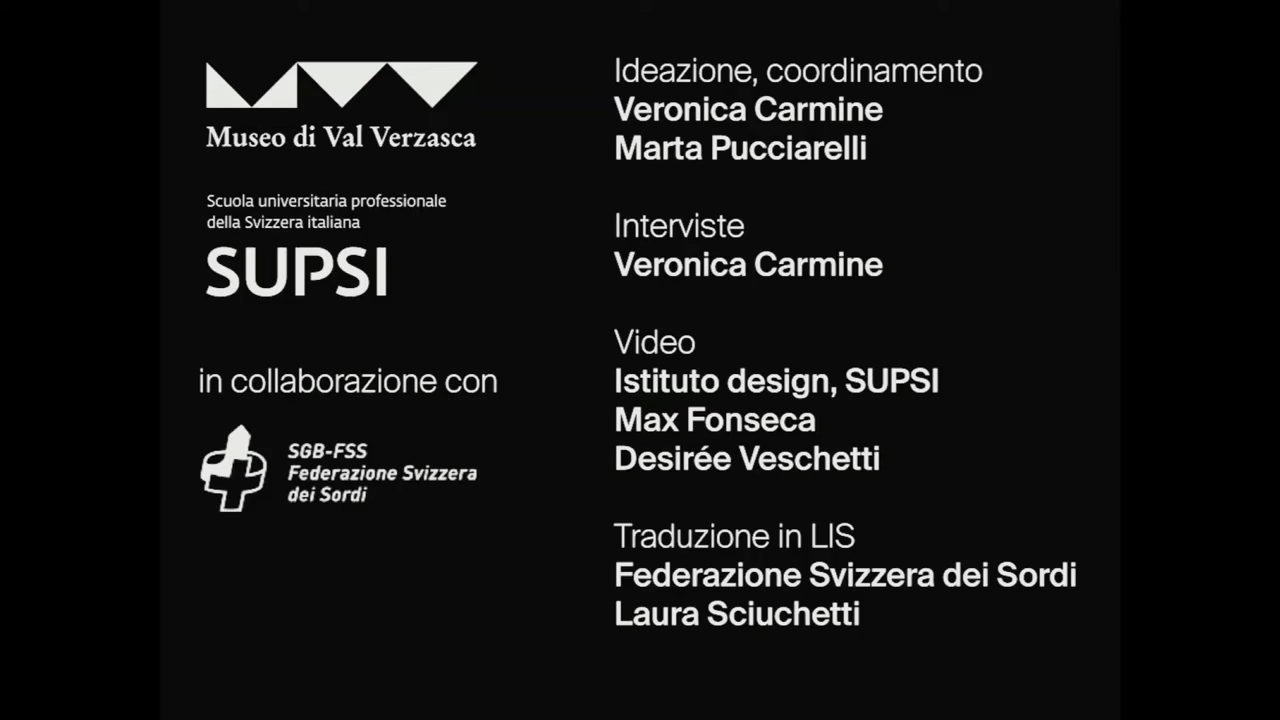 Museo di Val Verzasca
Scuola universitaria professionale
della Svizzera italiana
SUPSI
in collaborazione con
SGB-FSS
Federazione Svizzera
dei Sordi
Ideazione, coordinamento
Veronica Carmine
Marta Pucciarelli
Interviste
Veronica Carmine
Video
Istituto design, SUPSI
Max Fonseca
Desirée Veschetti
Traduzione in LIS
Federazione Svizzera dei Sordi
Laura Sciuchetti